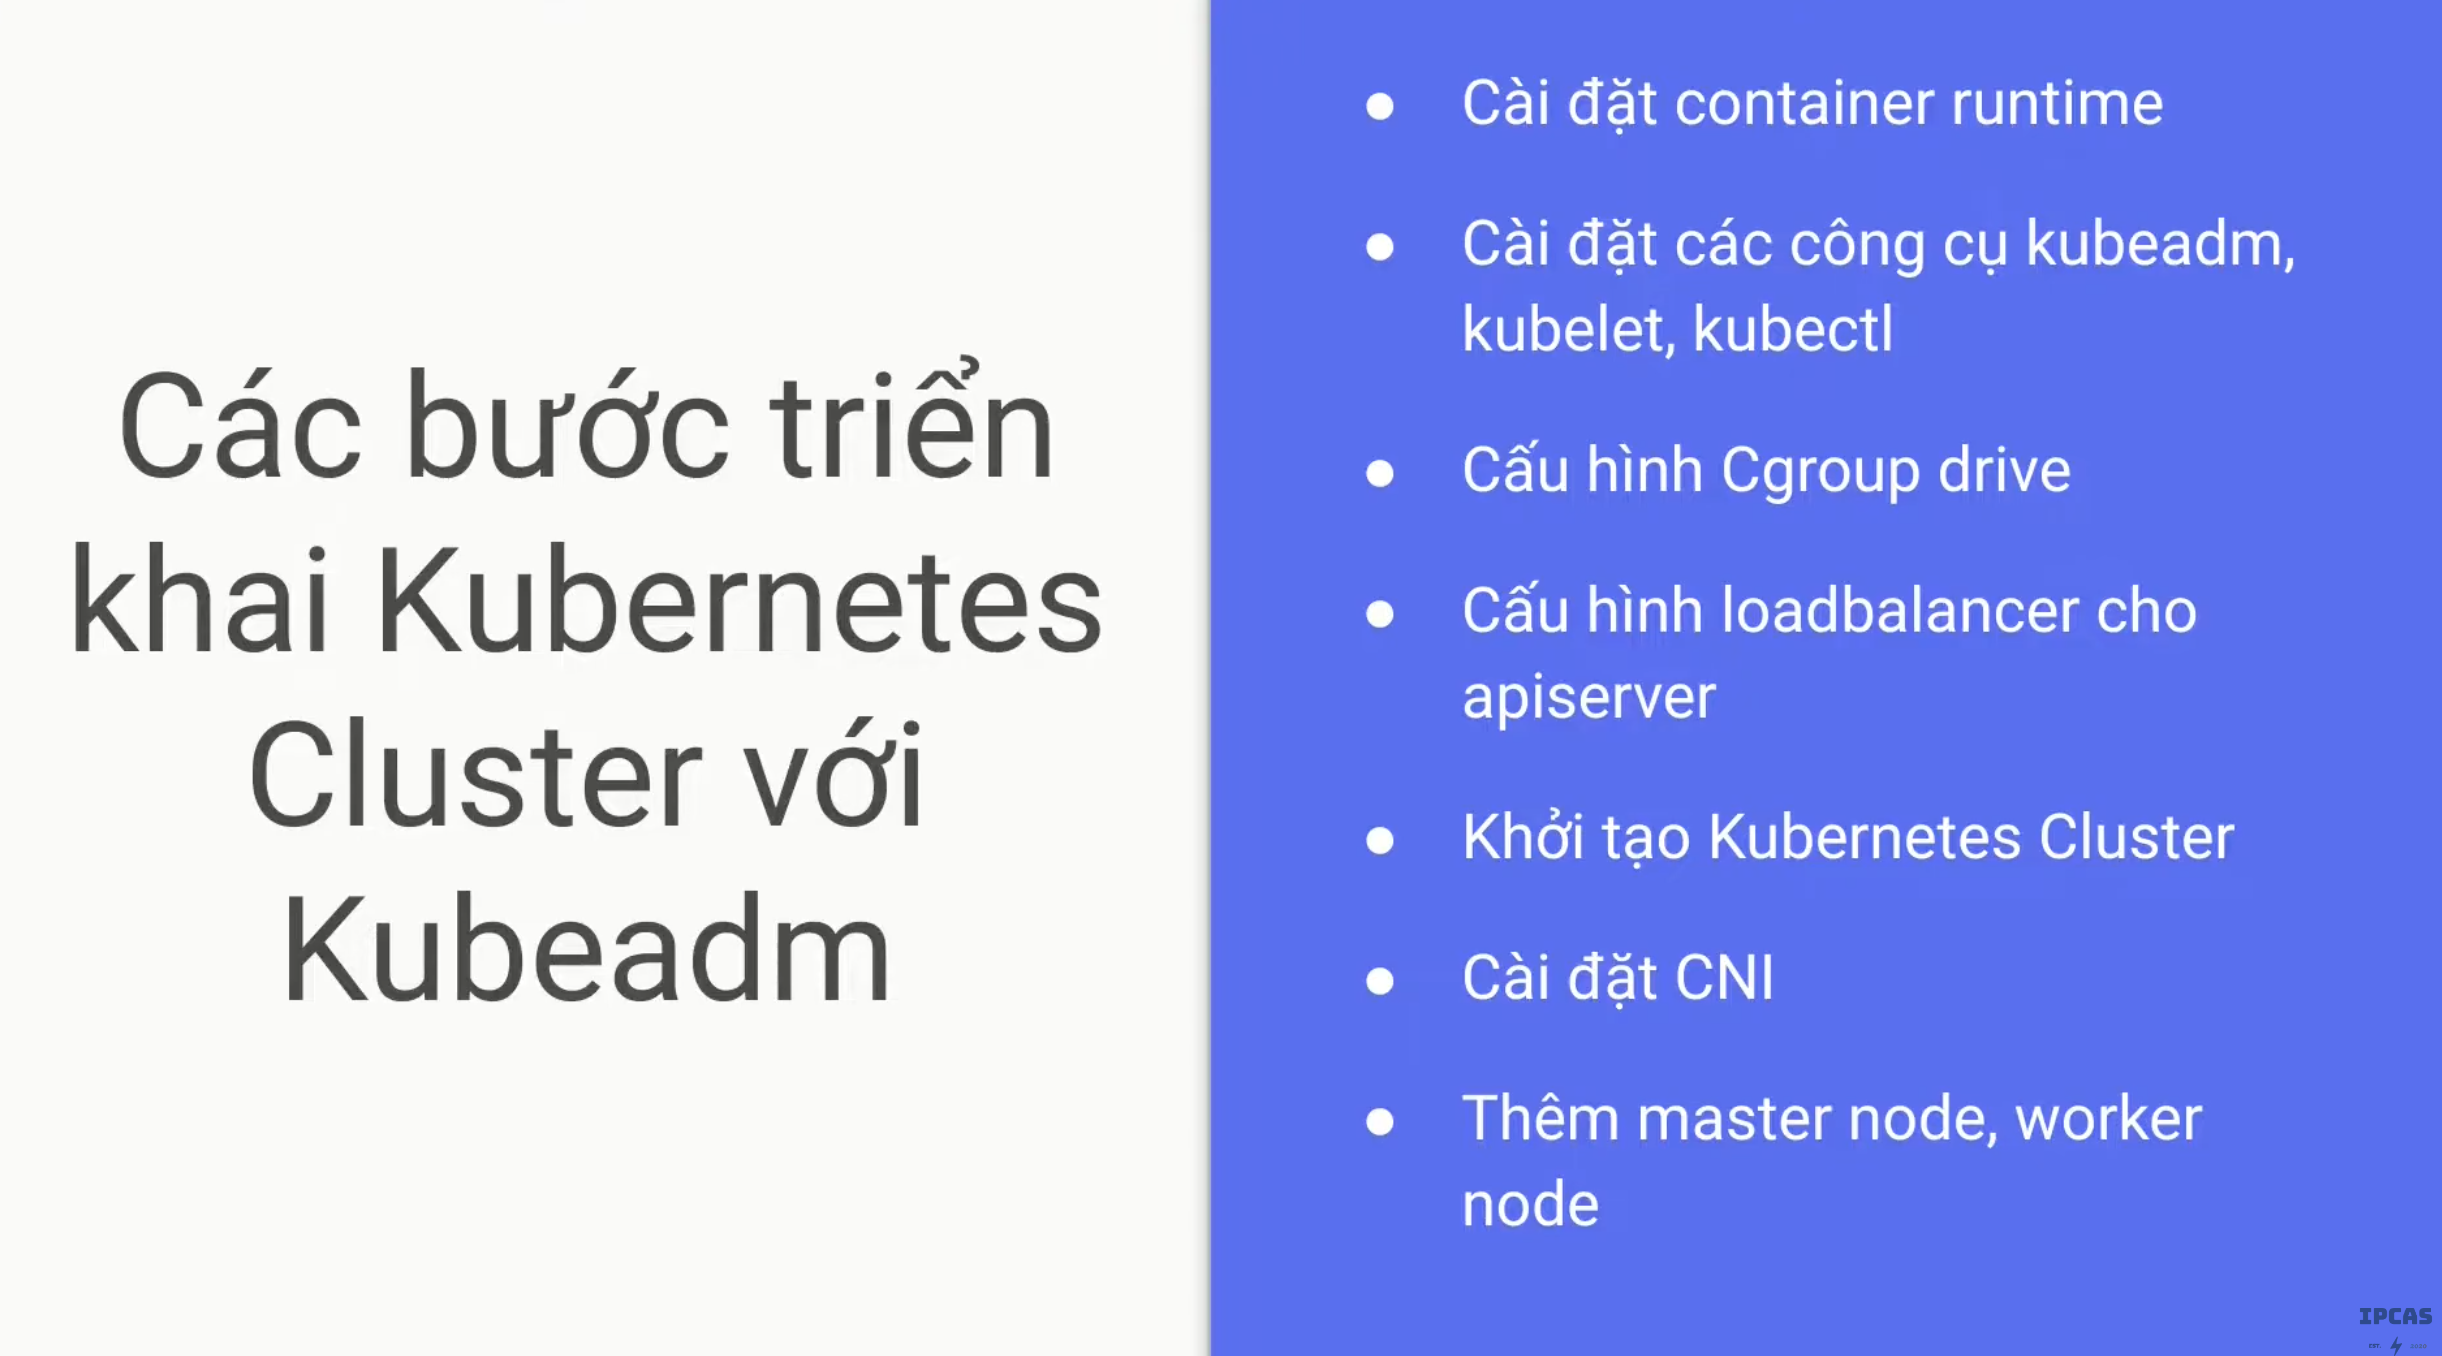 Các bước triển
khai Kubernetes
Cluster với
Kubeadm
● Cài đặt container runtime
● Cài đặt các công cụ kubeadm,
kubelet, kubectl
● Cấu hình Cgroup drive
● Cấu hình loadbalancer cho
apiserver
● Khởi tạo Kubernetes Cluster
● Cài đặt CNI
● Thêm master node, worker
node
IPCAS
EST.